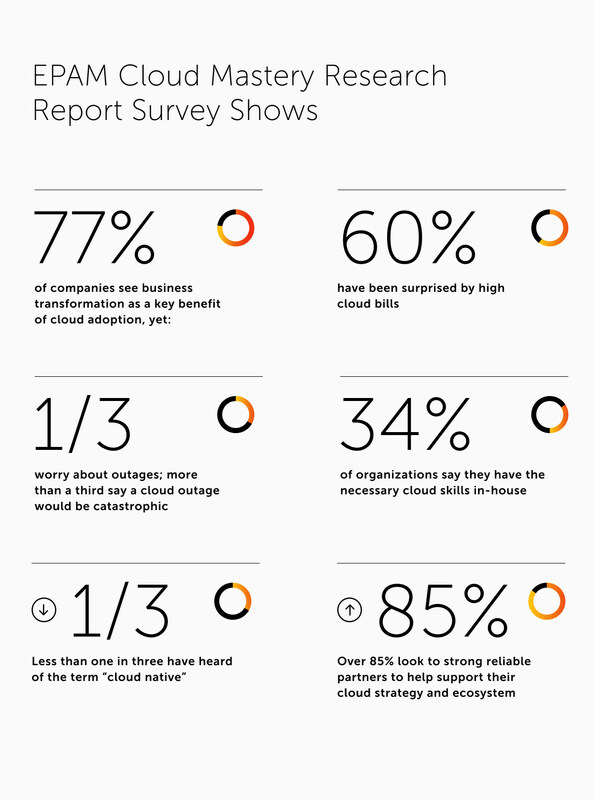 EPAM Cloud Mastery Research
Report Survey Shows
77%
of companies see business
transformation as a key benefit
of cloud adoption, yet:
60%
have been surprised by high
cloud bills
1/3
worry about outages; more
than a third say a cloud outage
would be catastrophic
34%
of organizations say they have the
necessary cloud skills in-house
1/3
Less than one in three have heard
of the term “cloud native”
85%
Over 85% look to strong reliable
partners to help support their
cloud strategy and ecosystem